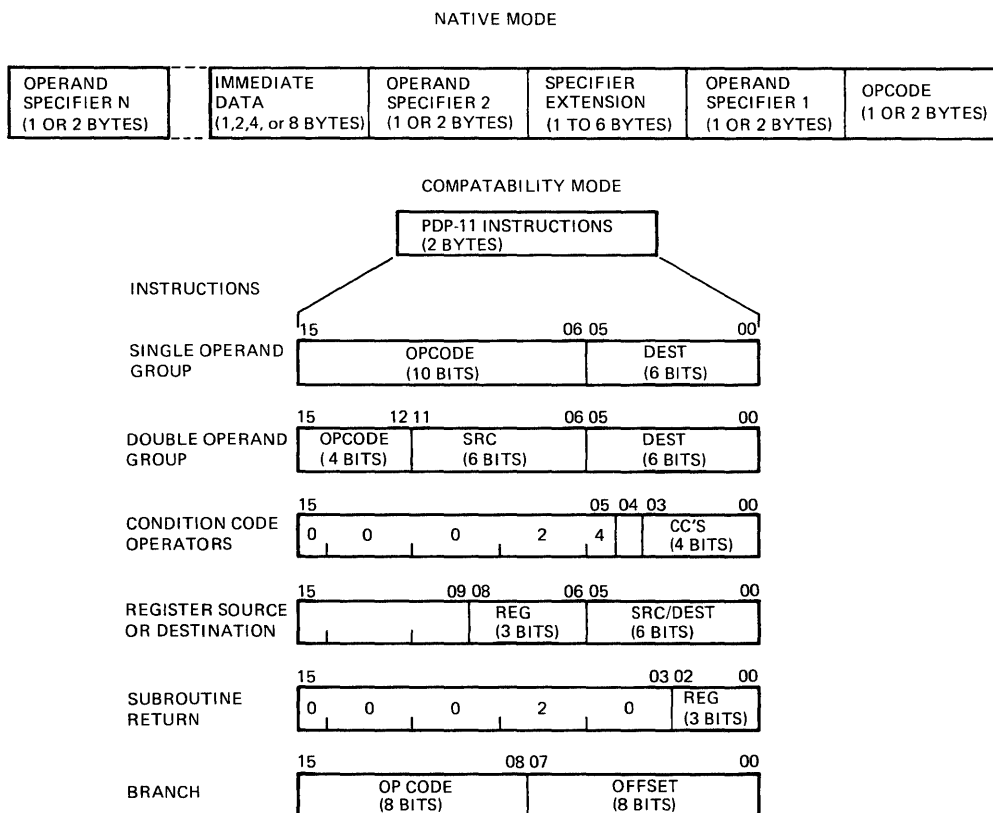 NATIVE MODE
OPERAND SPECIFIER N (1 OR 2 BYTES)
IMMEDIATE DATA (1,2,4, or 8 BYTES)
OPERAND SPECIFIER 2 (1 OR 2 BYTES)
SPECIFIER EXTENSION (1 TO 6 BYTES)
OPERAND SPECIFIER 1 (1 OR 2 BYTES)
OPCODE (1 OR 2 BYTES)
COMPATABILITY MODE
PDP-11 INSTRUCTIONS
(2 BYTES)
INSTRUCTIONS
15 06 05 00
SINGLE OPERAND GROUP
OPCODE (10 BITS)
DEST (6 BITS)
15 12 11 06 05 00
DOUBLE OPERAND GROUP
OPCODE (4 BITS)
SRC (6 BITS)
DEST (6 BITS)
15 05 04 03 00
CONDITION CODE OPERATORS
0 0 0 2 4
CC'S (4 BITS)
15 09 08 06 05 00
REGISTER SOURCE OR DESTINATION
REG (3 BITS)
SRC/DEST (6 BITS)
15 03 02 00
SUBROUTINE RETURN
0 0 0 2 0
REG (3 BITS)
15 08 07 00
BRANCH
OP CODE (8 BITS)
OFFSET (8 BITS)